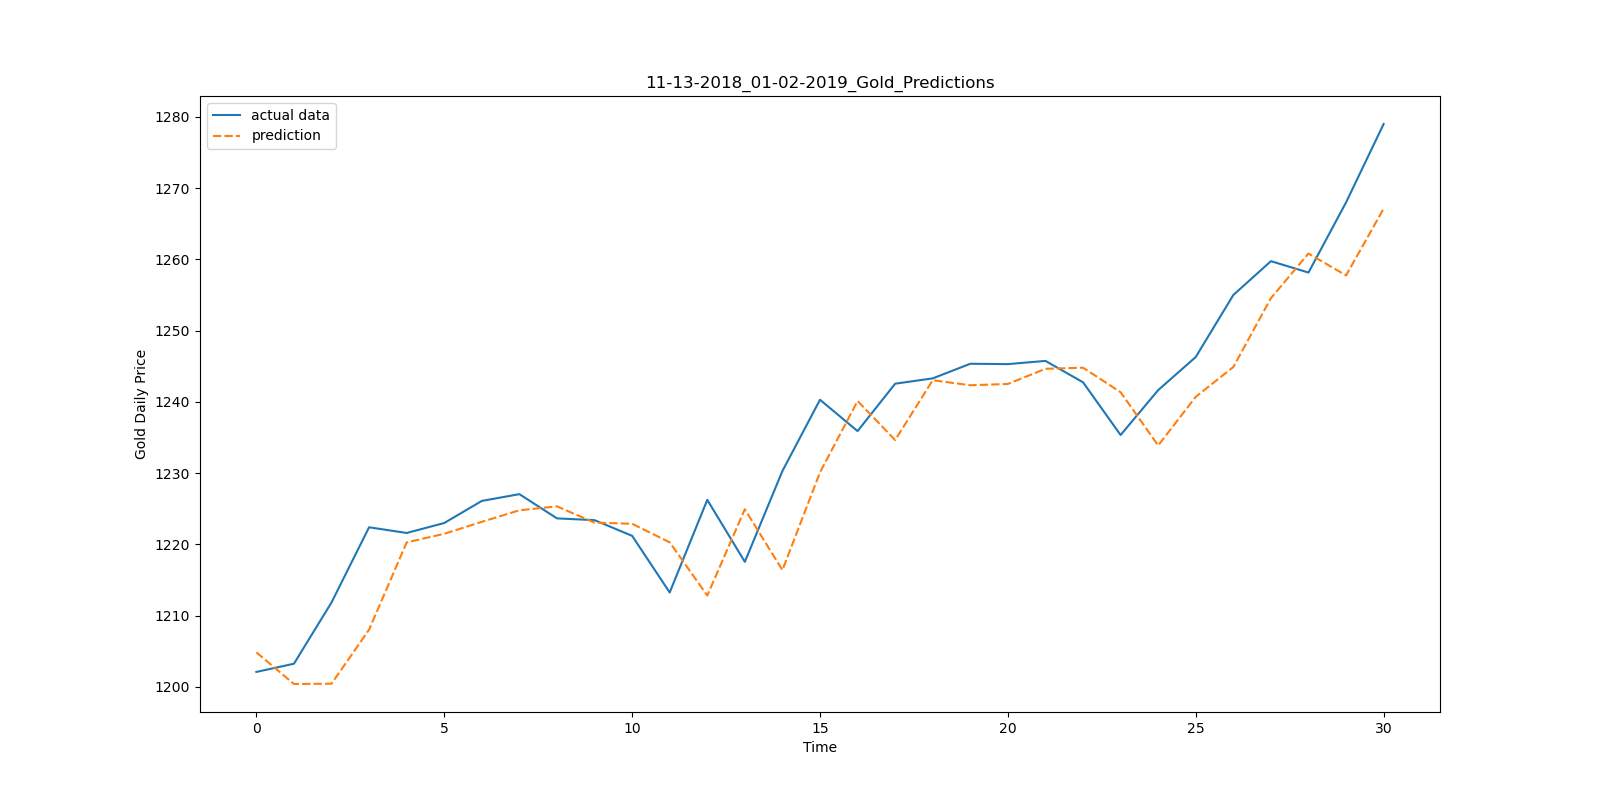 11-13-2018_01-02-2019_Gold_Predictions
actual data
prediction
1280
1270
1260
1250
1240
1230
1220
1210
1200
Gold Daily Price
0 5 10 15 20 25 30
Time